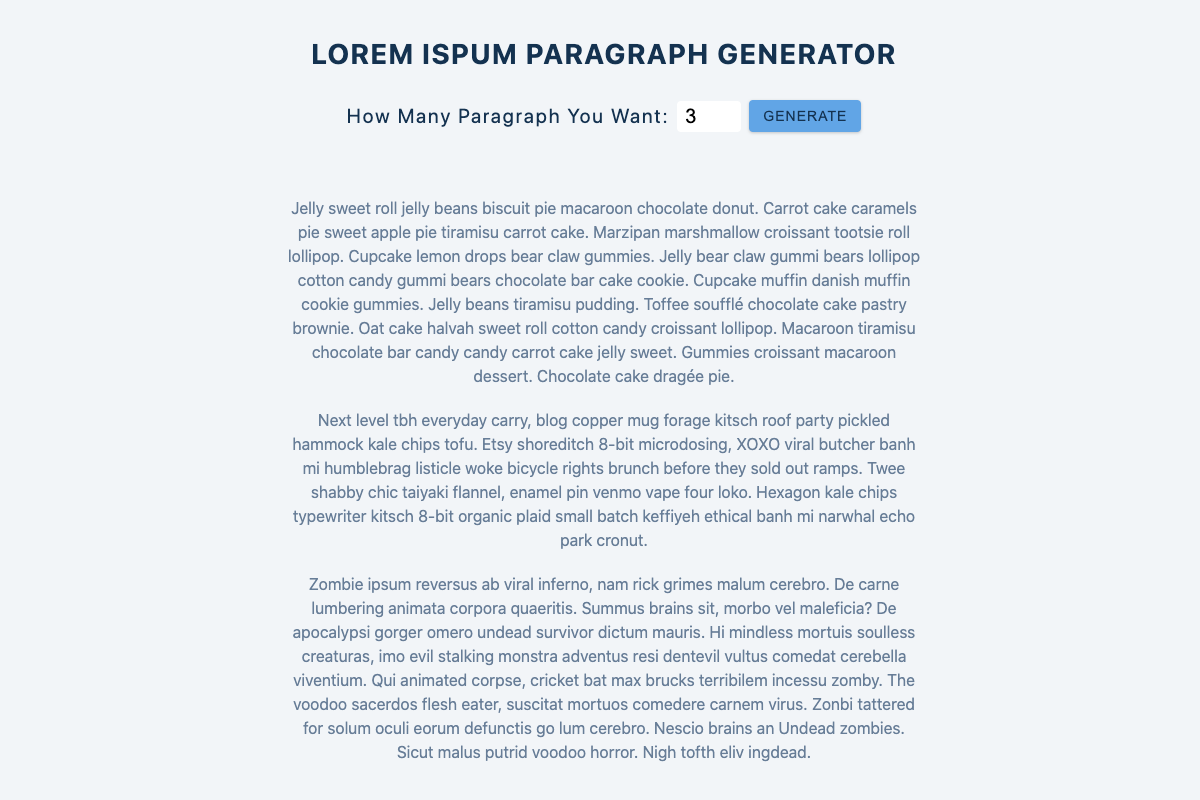 LOREM ISPUM PARAGRAPH GENERATOR
How Many Paragraph You Want: 3 GENERATE
Jelly sweet roll jelly beans biscuit pie macaroon chocolate donut. Carrot cake caramels
pie sweet apple pie tiramisu carrot cake. Marzipan marshmallow croissant tootsie roll
lollipop. Cupcake lemon drops bear claw gummies. Jelly bear claw gummi bears lollipop
cotton candy gummi bears chocolate bar cake cookie. Cupcake muffin danish muffin
cookie gummies. Jelly beans tiramisu pudding. Toffee soufflé chocolate cake pastry
brownie. Oat cake halvah sweet roll cotton candy croissant lollipop. Macaroon tiramisu
chocolate bar candy candy carrot cake jelly sweet. Gummies croissant macaroon
dessert. Chocolate cake dragée pie.
Next level tbh everyday carry, blog copper mug forage kitsch roof party pickled
hammock kale chips tofu. Etsy shoreditch 8-bit microdosing, XOXO viral butcher banh
mi humblebrag listicle woke bicycle rights brunch before they sold out ramps. Twee
shabby chic taiyaki flannel, enamel pin venmo vape four loko. Hexagon kale chips
typewriter kitsch 8-bit organic plaid small batch keffiyeh ethical banh mi narwhal echo
park cronut.
Zombie ipsum reversus ab viral inferno, nam rick grimes malum cerebro. De carne
lumbering animata corpora quaeritis. Summus brains sit, morbo vel maleficia? De
apocalypsi gorger omero undead survivor dictum mauris. Hi mindless mortuis soulless
creaturas, imo evil stalking monstra adventus resi dentevil vultus comedat cerebella
viventium. Qui animated corpse, cricket bat max brucks terribilem incessu zomby. The
voodoo sacerdos flesh eater, suscitat mortuos comedere carnem virus. Zonbi tattered
for solum oculi eorum defunctis go lum cerebro. Nescio brains an Undead zombies.
Sicut malus putrid voodoo horror. Nigh tofth eliv ingdead.